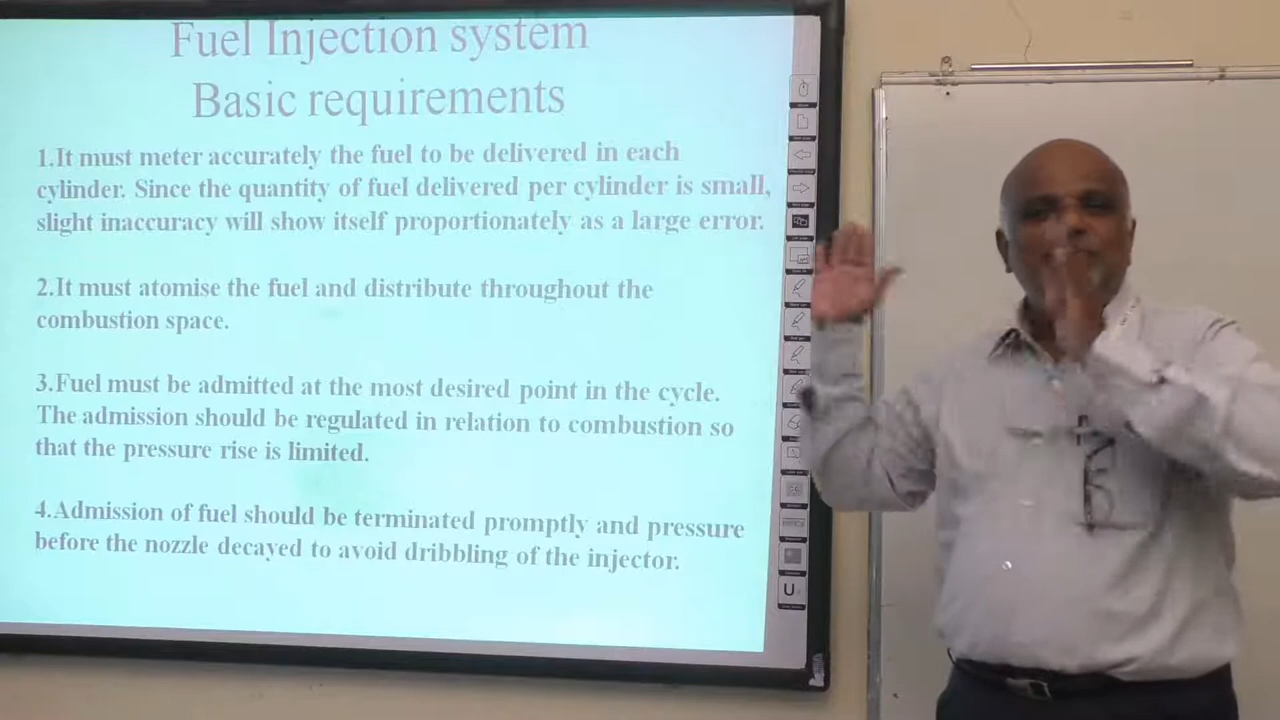 Fuel Injection system
Basic requirements
1.It must meter accurately the fuel to be delivered in each
cylinder. Since the quantity of fuel delivered per cylinder is small,
slight inaccuracy will show itself proportionately as a large error.
2.It must atomise the fuel and distribute throughout the
combustion space.
3.Fuel must be admitted at the most desired point in the cycle.
The admission should be regulated in relation to combustion so
that the pressure rise is limited.
4.Admission of fuel should be terminated promptly and pressure
before the nozzle decayed to avoid dribbling of the injector.
U